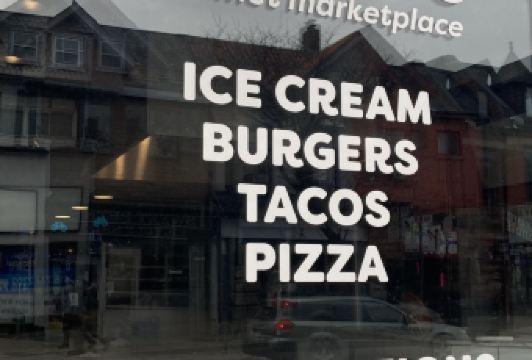 marketplace
ICE CREAM
BURGERS
TACOS
PIZZA